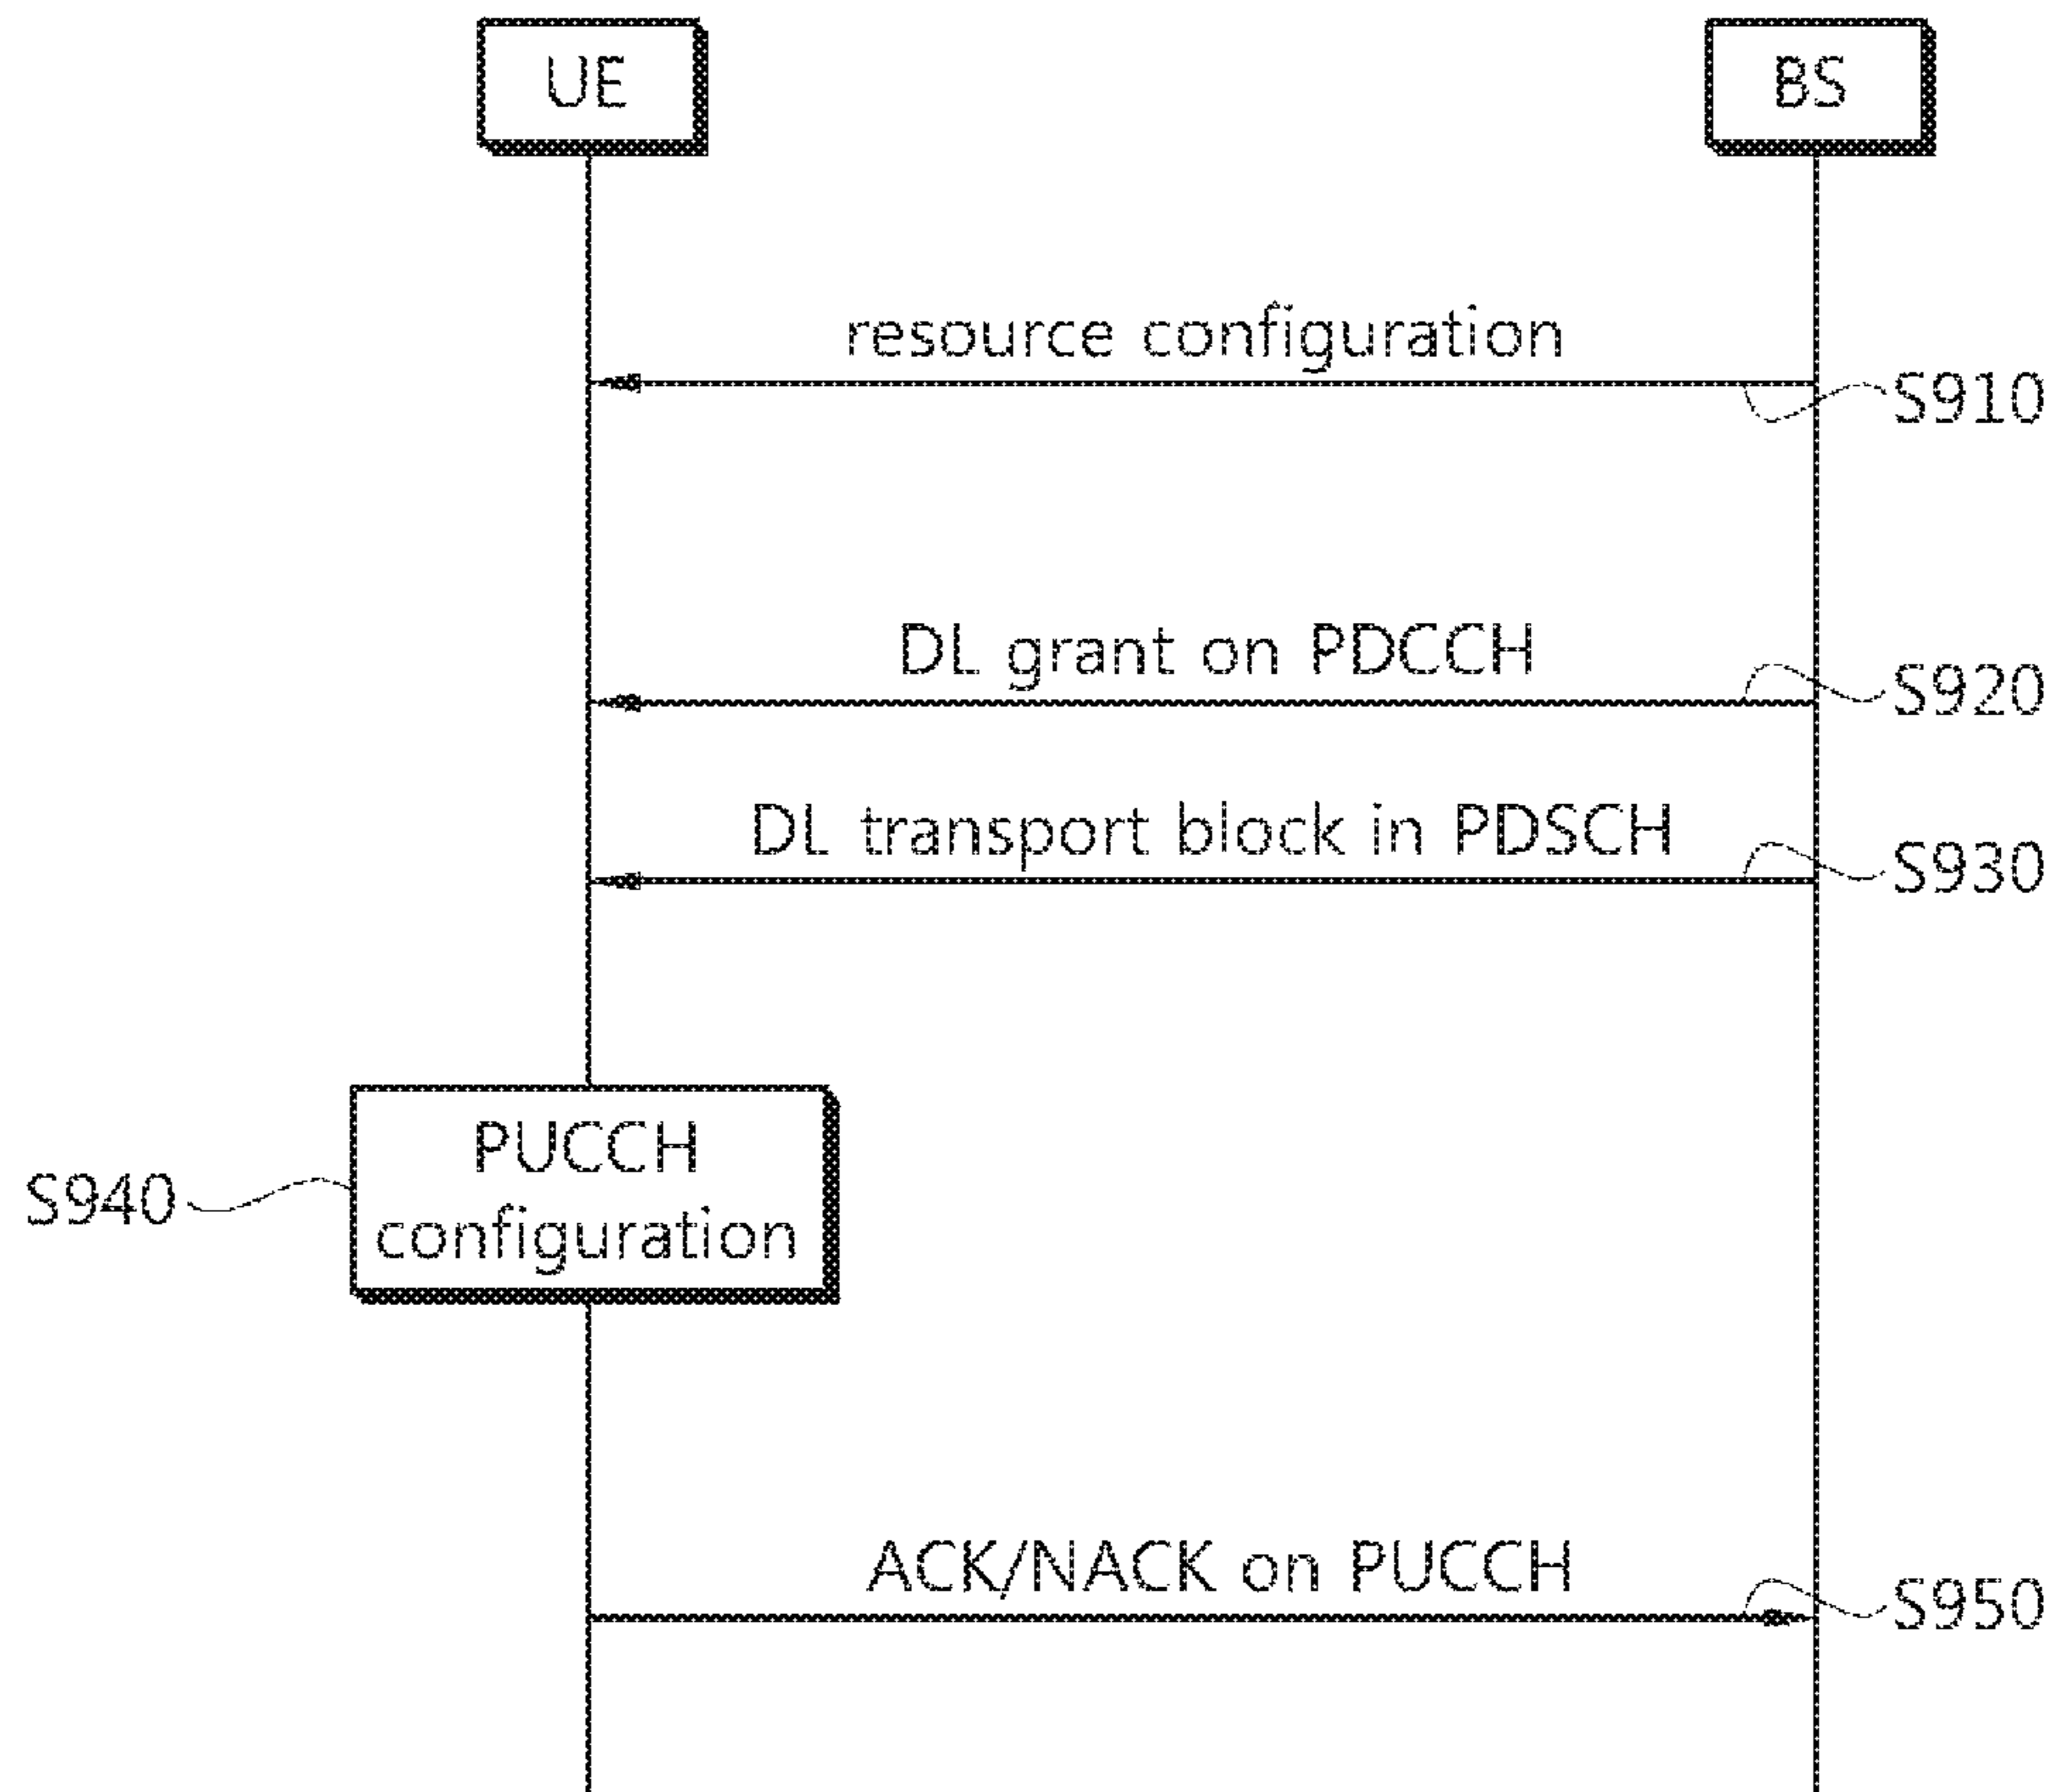 UE
BS
resource configuration
S910
DL grant on PDCCH
S920
DL transport block in PDSCH
S930
PUCCH
configuration
S940
ACK/NACK on PUCCH
S950